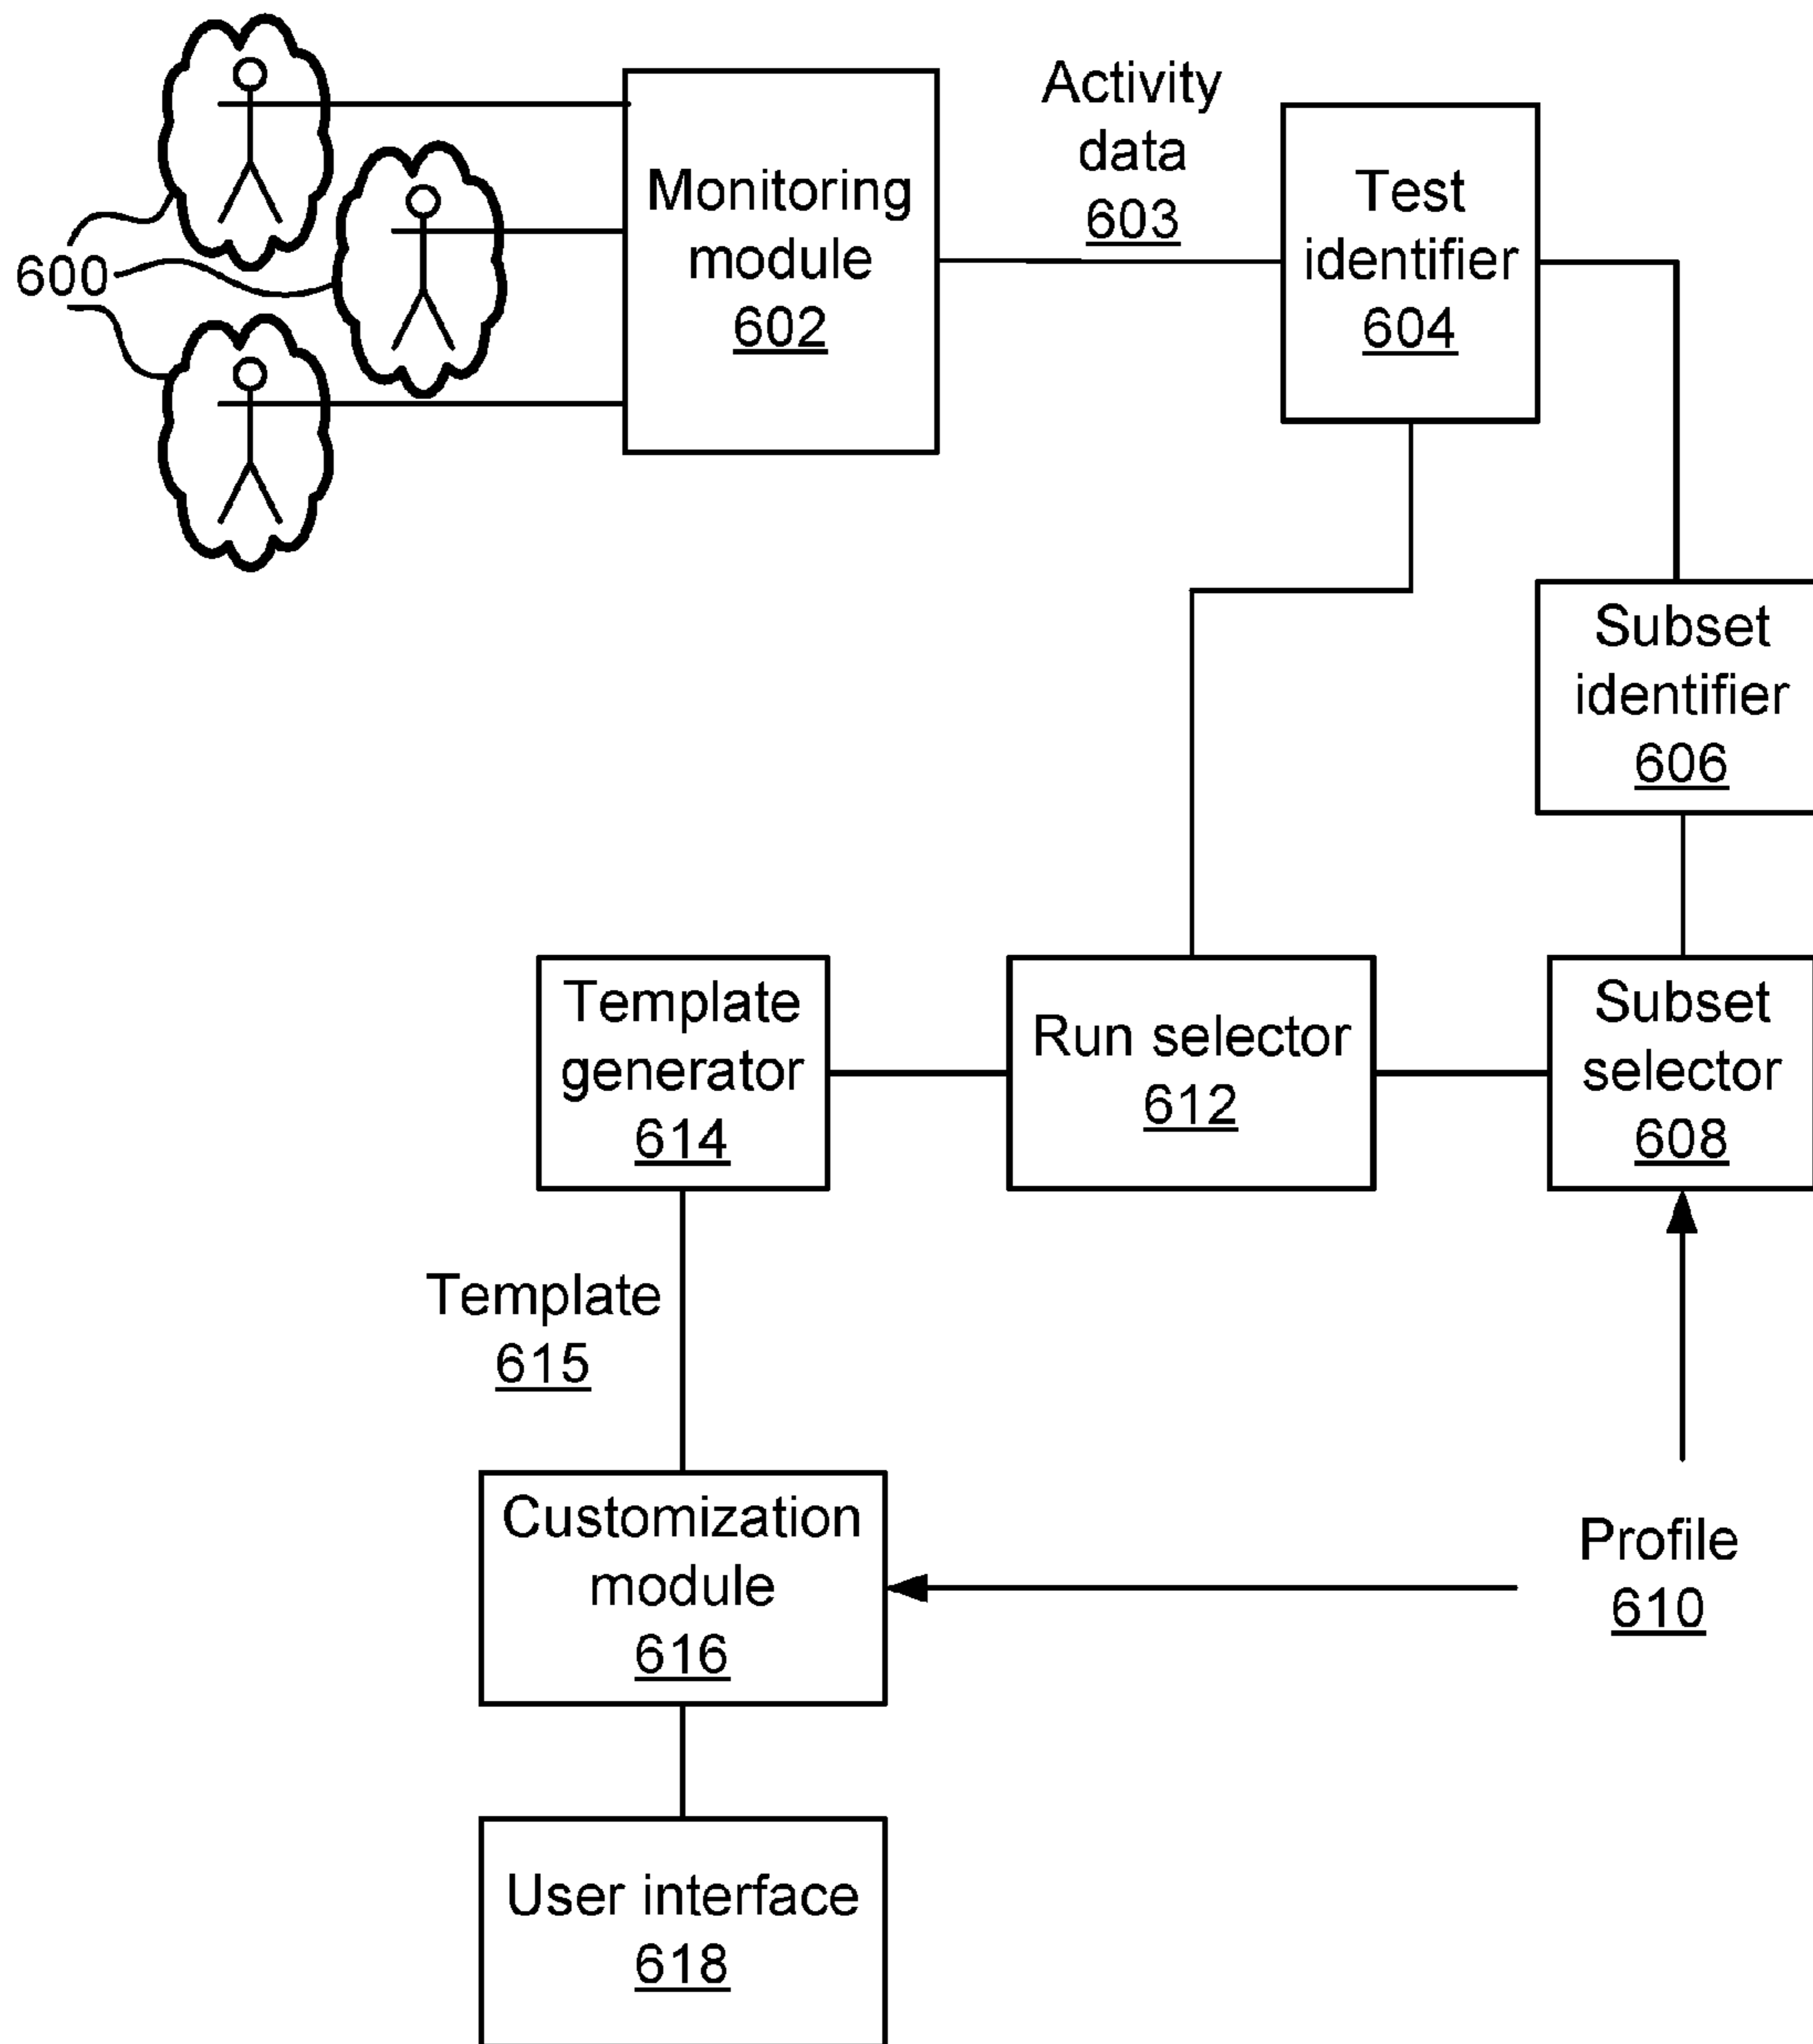 600
Monitoring
module
602
Activity
data
603
Test
identifier
604
Subset
identifier
606
Template
generator
614
Run selector
612
Subset
selector
608
Template
615
Customization
module
616
Profile
610
User interface
618